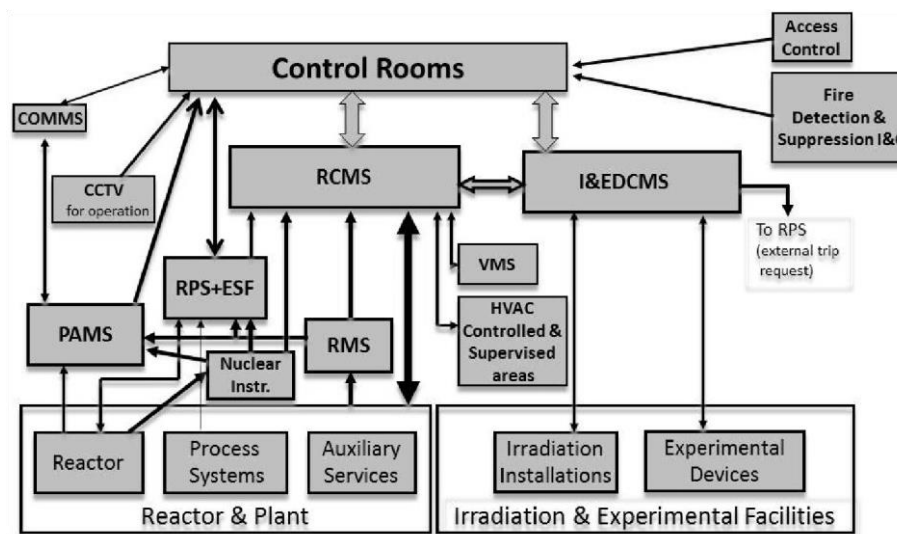 Access
Control
Control Rooms
Fire
Detection &
Suppression I&C
COMMS
CCTV
for operation
RCMS
I&EDCMS
To RPS
(external trip
request)
VMS
RPS+ESF
HVAC
Controlled &
Supervised
areas
PAMS
RMS
Nuclear
Instr.
Reactor
Process
Systems
Auxiliary
Services
Irradiation
Installations
Experimental
Devices
Reactor & Plant
Irradiation & Experimental Facilities